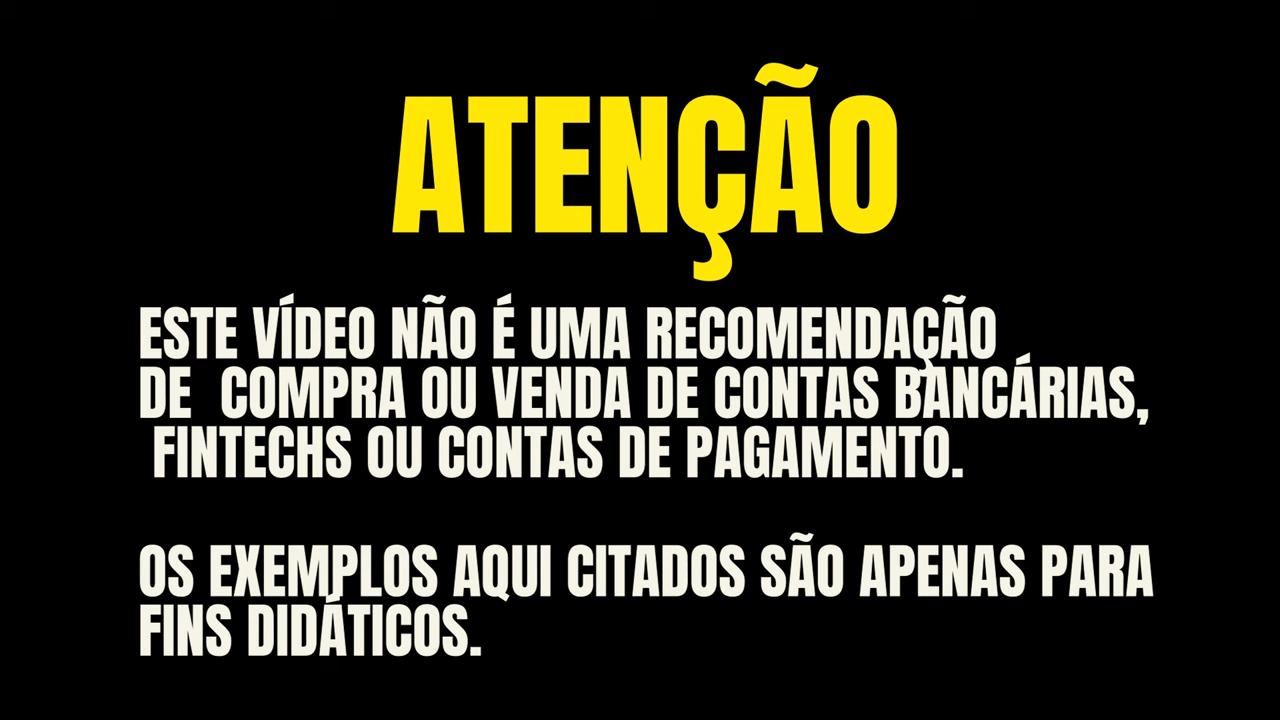 ATENÇÃO
ESTE VÍDEO NÃO É UMA RECOMENDAÇÃO
DE COMPRA OU VENDA DE CONTAS BANCÁRIAS,
FINTECHS OU CONTAS DE PAGAMENTO.
OS EXEMPLOS AQUI CITADOS SÃO APENAS PARA
FINS DIDÁTICOS.